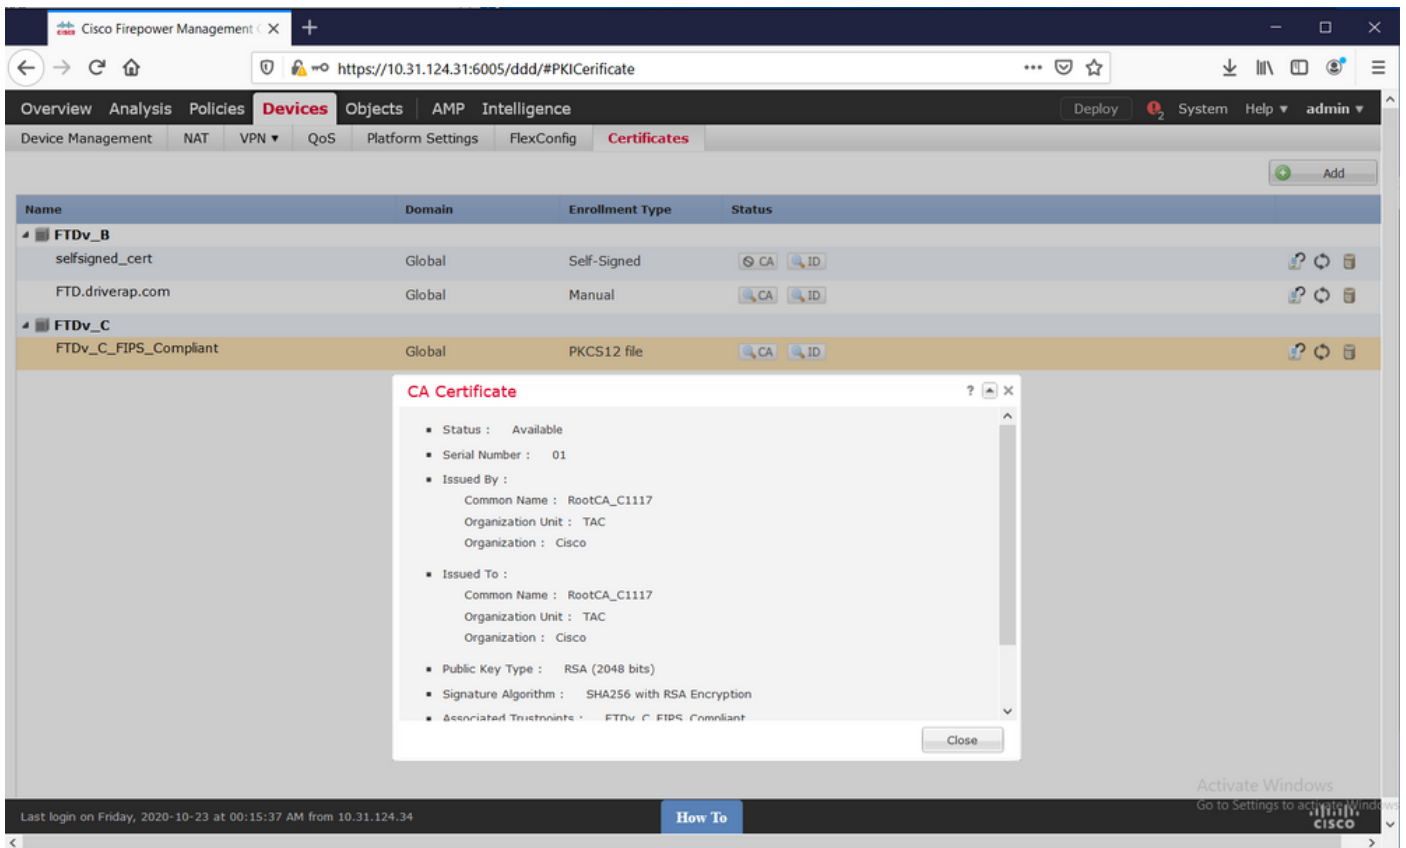 Cisco Firepower Management C
https://10.31.124.31:6005/ddd/#PKICerificate
Overview Analysis Policies Devices Objects AMP Intelligence Deploy 2 System Help admin
Device Management NAT VPN QoS Platform Settings FlexConfig Certificates
Add
Name Domain Enrollment Type Status
FTDv_B
selfsigned_cert Global Self-Signed CA ID
FTD.driverap.com Global Manual CA ID
FTDv_C
FTDv_C_FIPS_Compliant Global PKCS12 file CA ID
CA Certificate ?
Status : Available
Serial Number : 01
Issued By :
Common Name : RootCA_C1117
Organization Unit : TAC
Organization : Cisco
Issued To :
Common Name : RootCA_C1117
Organization Unit : TAC
Organization : Cisco
Public Key Type : RSA (2048 bits)
Signature Algorithm : SHA256 with RSA Encryption
Associated Trustpoints : FTDv_C_FIPS_Compliant
Close
Activate Windows
Go to Settings to activate Windows
Last login on Friday, 2020-10-23 at 00:15:37 AM from 10.31.124.34 How To
CISCO